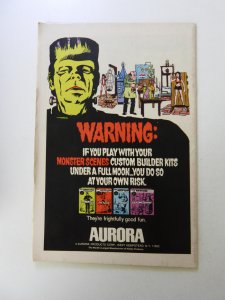 WARNING:
IF YOU PLAY WITH YOUR
MONSTER SCENES CUSTOM BUILDER KITS
UNDER A FULL MOON...YOU DO SO
AT YOUR OWN RISK.
They're frightfully good fun.
AURORA